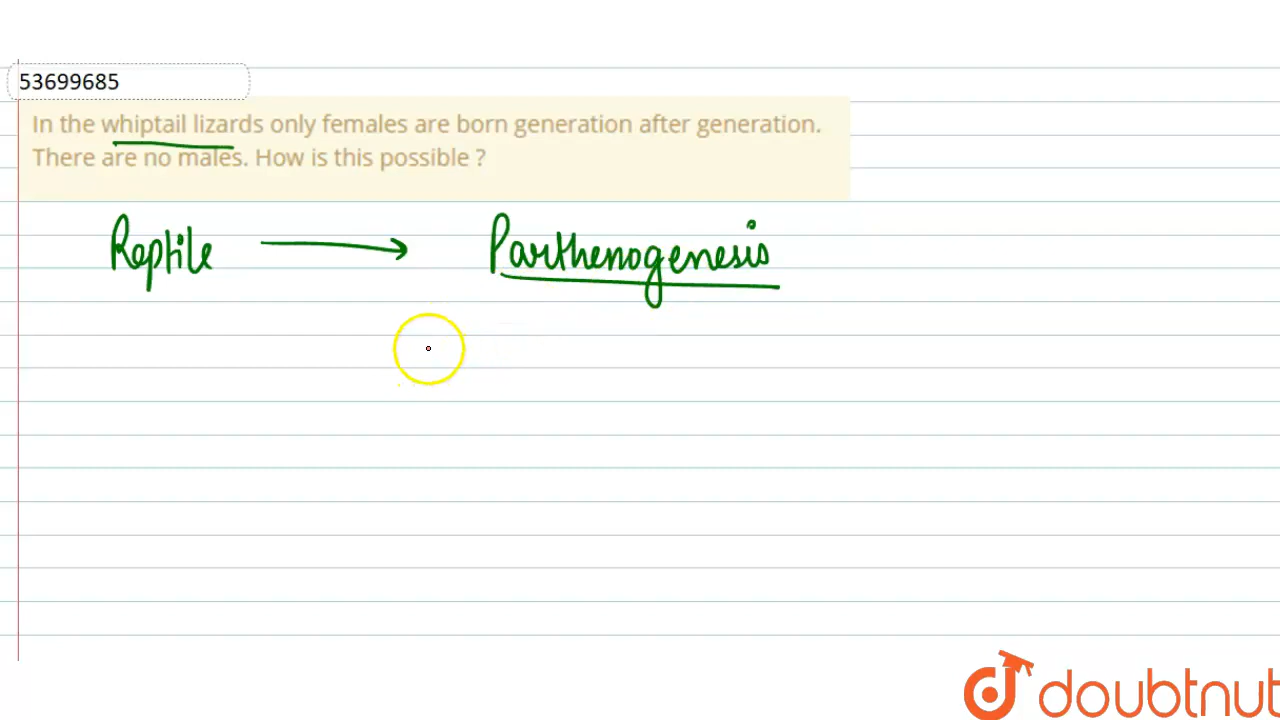 53699685
In the whiptail lizards only females are born generation after generation.
There are no males. How is this possible ?
Reptile Parthenogenesis
doubtnut